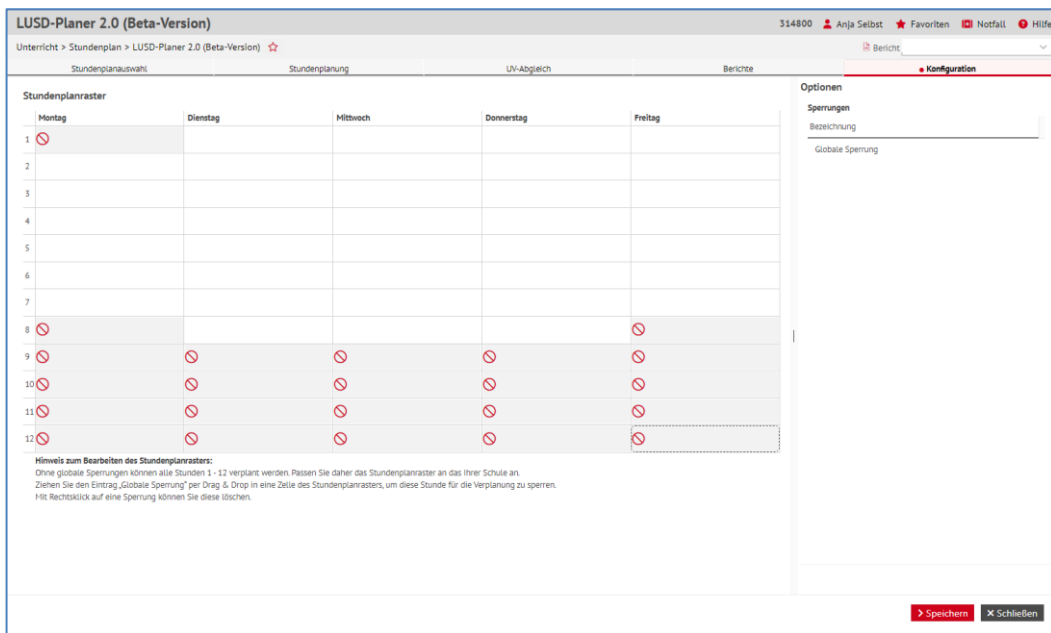 LUSD-Planer 2.0 (Beta-Version)
314800 Anja Selbst Favoriten Notfall Hilfe
Unterricht > Stundenplan > LUSD-Planer 2.0 (Beta-Version)
Bericht
Stundenplanauswahl Stundenplanung UV-Abgleich Berichte Konfiguration
Stundenplanraster
Optionen
Sperrungen
Bezeichnung
Globale Sperrung
Montag Dienstag Mittwoch Donnerstag Freitag
1
2
3
4
5
6
7
8
9
10
11
12
Hinweis zum Bearbeiten des Stundenplanrasters:
Ohne globale Sperrungen können alle Stunden 1 - 12 verplant werden. Passen Sie daher das Stundenplanraster an das Ihrer Schule an.
Ziehen Sie den Eintrag „Globale Sperrung" per Drag & Drop in eine Zelle des Stundenplanrasters, um diese Stunde für die Verplanung zu sperren.
Mit Rechtsklick auf eine Sperrung können Sie diese löschen.
Speichern Schließen